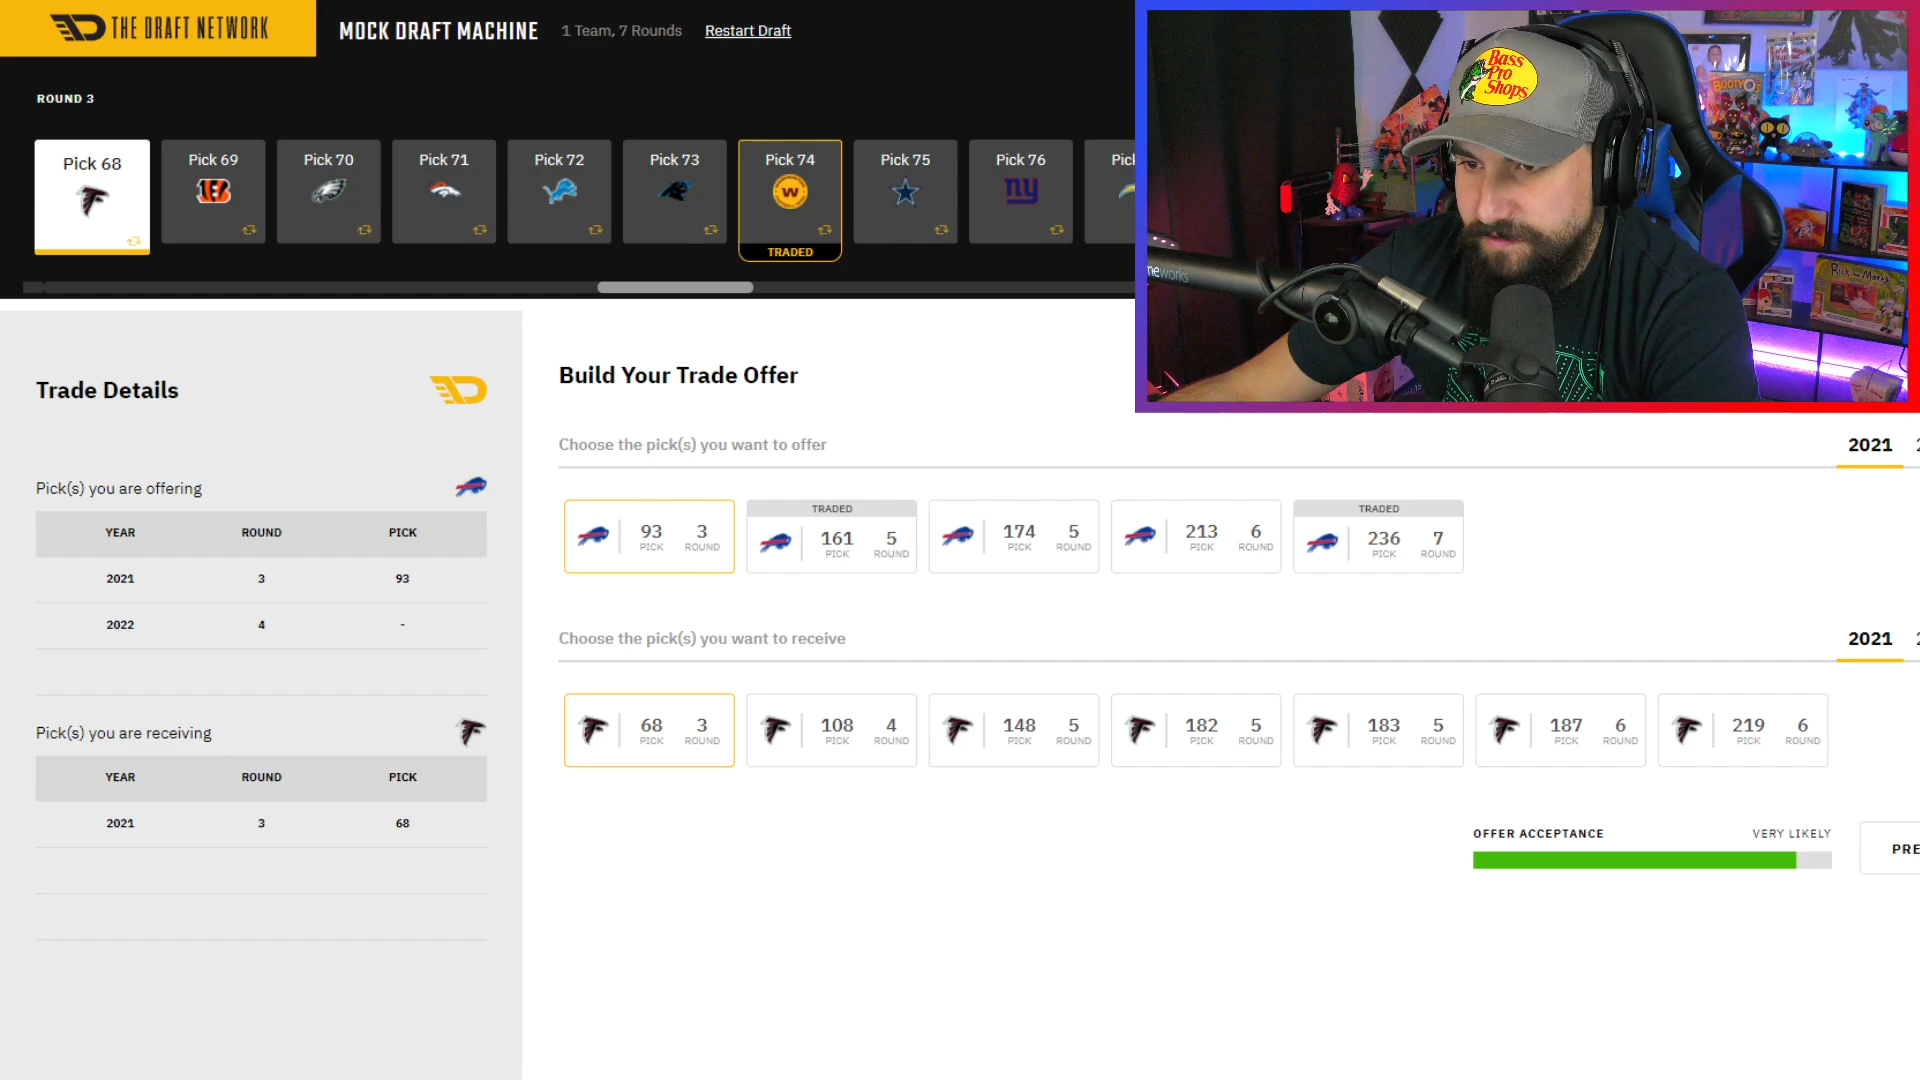 THE DRAFT NETWORK
MOCK DRAFT MACHINE 1 Team, 7 Rounds Restart Draft
ROUND 3
Pick 68 Pick 69 Pick 70 Pick 71 Pick 72 Pick 73 Pick 74 Pick 75 Pick 76
W
ny
TRADED
Bass
Pro
Shops
BOOTY O's
Rick and Morty
Trade Details
Build Your Trade Offer
Choose the pick(s) you want to offer 2021
Pick(s) you are offering
YEAR ROUND PICK
2021 3 93
2022 4 -
TRADED TRADED
93 3 161 5 174 5 213 6 236 7
PICK ROUND PICK ROUND PICK ROUND PICK ROUND PICK ROUND
Choose the pick(s) you want to receive 2021
Pick(s) you are receiving
YEAR ROUND PICK
2021 3 68
68 3 108 4 148 5 182 5 183 5 187 6 219 6
PICK ROUND PICK ROUND PICK ROUND PICK ROUND PICK ROUND PICK ROUND PICK ROUND
OFFER ACCEPTANCE VERY LIKELY
PRE